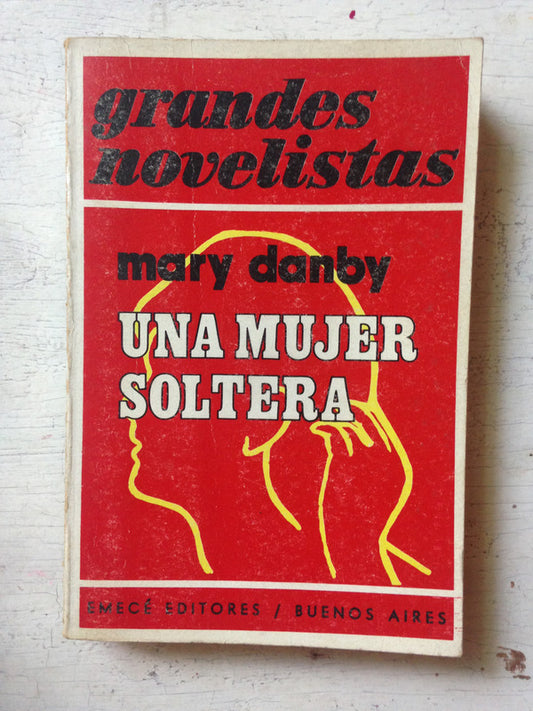 grandes
novelistas
mary danby
UNA MUJER
SOLTERA
EMECÉ EDITORES / BUENOS AIRES